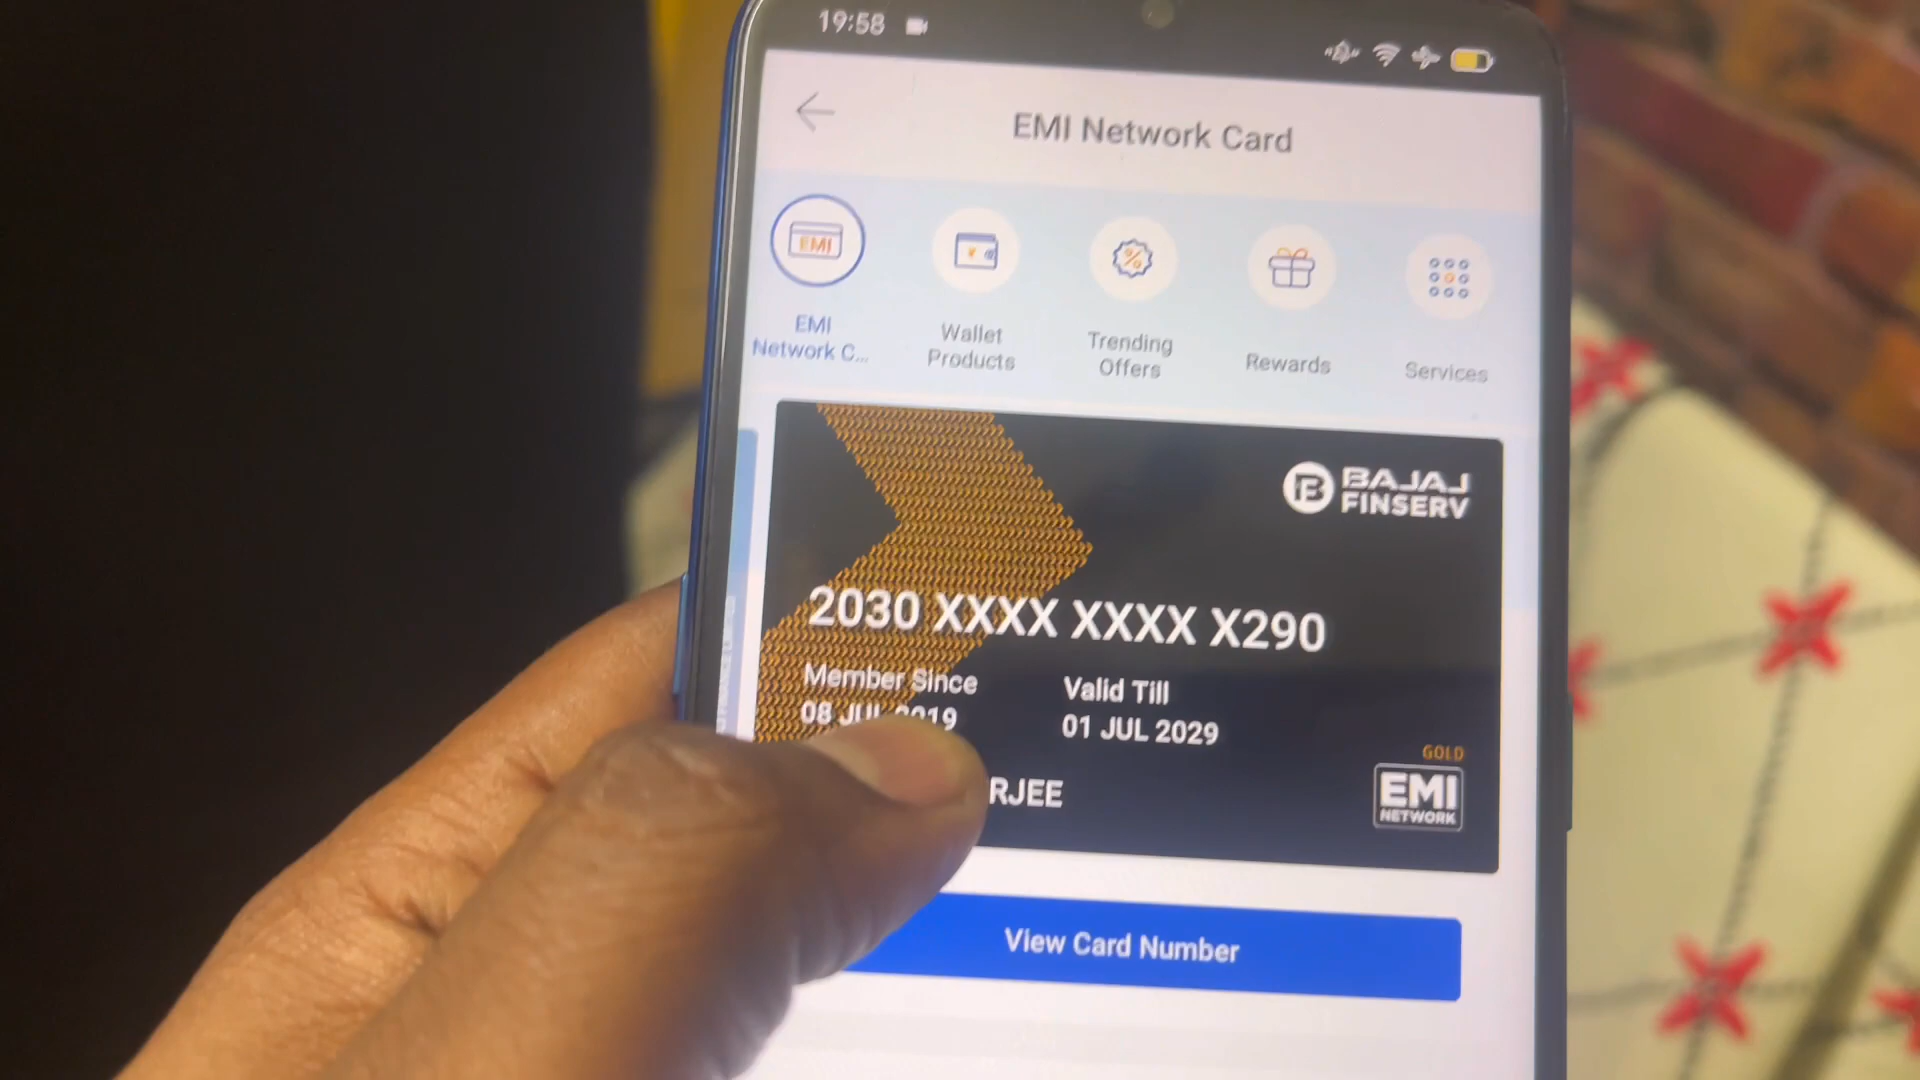 19:58
EMI Network Card
EMI
EMI
Network C...
Wallet
Products
Trending
Offers
Rewards
Services
BAJAJ
FINSERV
2030 XXXX XXXX X290
Member Since
Valid Till
08 JUL 2019
01 JUL 2029
RJEE
GOLD
EMI
NETWORK
View Card Number